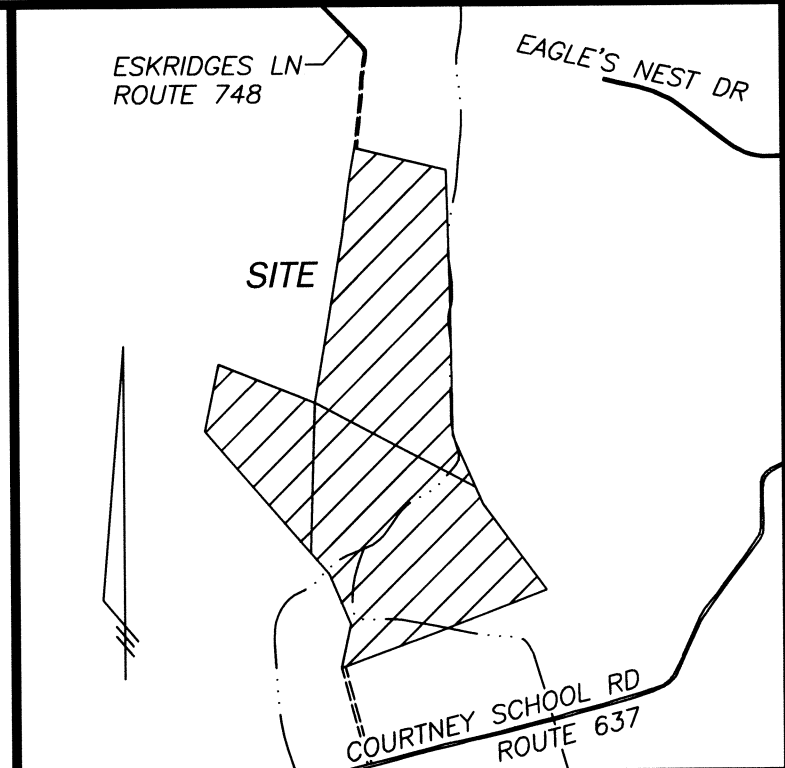 ESKRIDGES LN
ROUTE 748
EAGLE'S NEST DR
SITE
COURTNEY SCHOOL RD
ROUTE 637